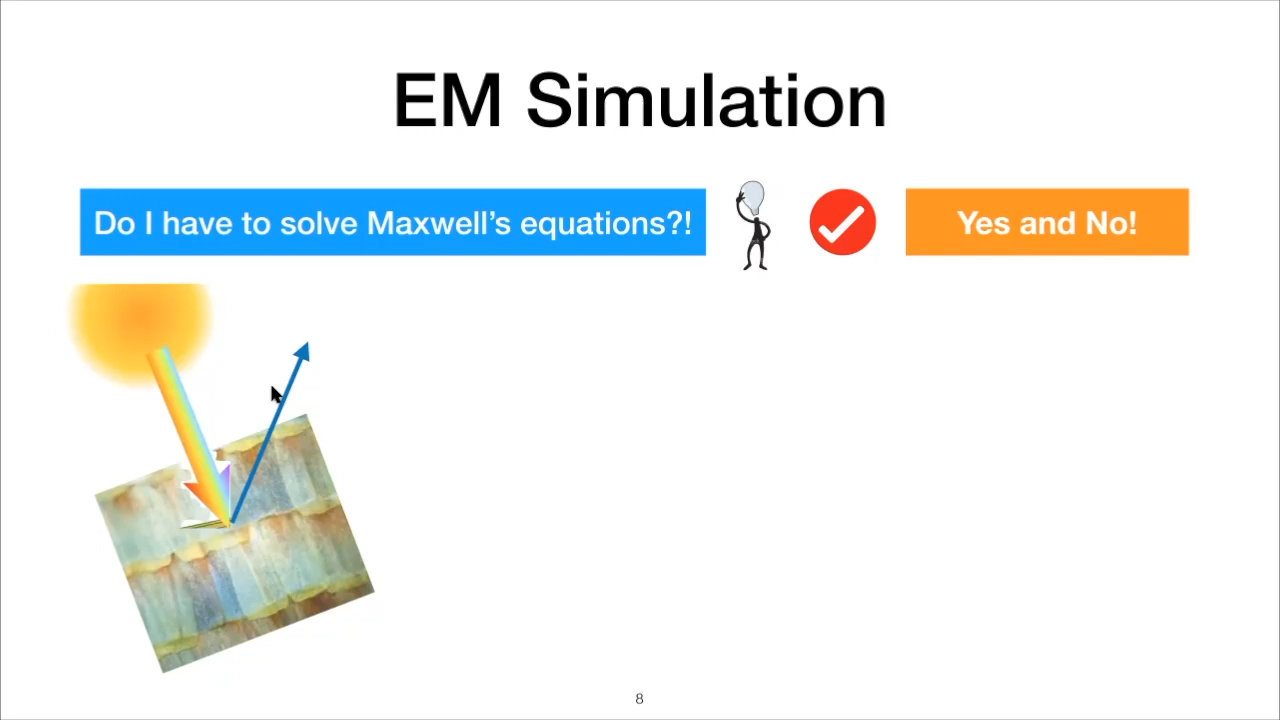 EM Simulation
Do I have to solve Maxwell’s equations?!
Yes and No!
8